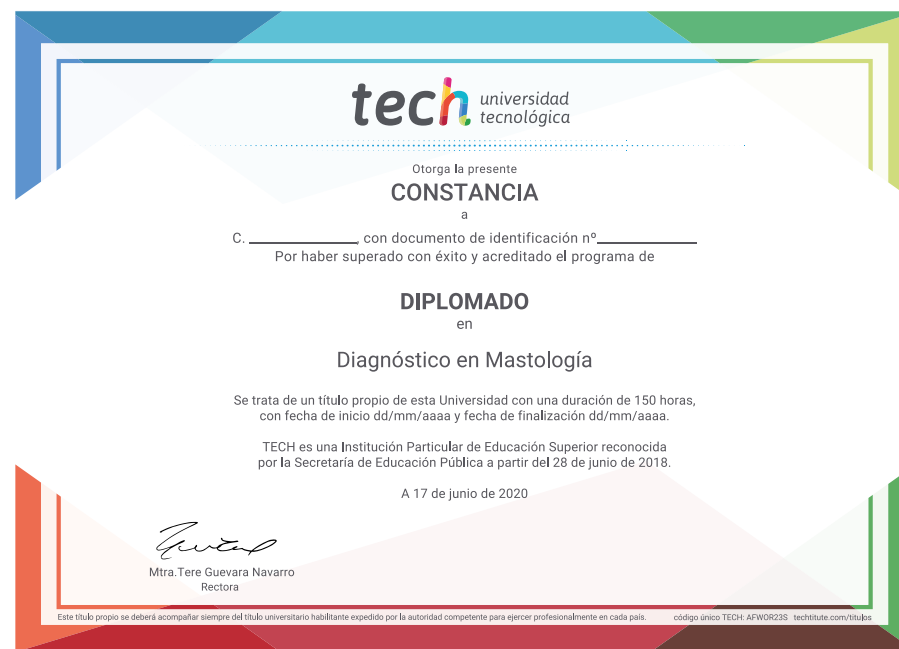 tech universidad
tecnológica
Otorga la presente
CONSTANCIA
a
C. ____________, con documento de identificación nº___________
Por haber superado con éxito y acreditado el programa de
DIPLOMADO
en
Diagnóstico en Mastología
Se trata de un título propio de esta Universidad con una duración de 150 horas,
con fecha de inicio dd/mm/aaaa y fecha de finalización dd/mm/aaaa.
TECH es una Institución Particular de Educación Superior reconocida
por la Secretaría de Educación Pública a partir del 28 de junio de 2018.
A 17 de junio de 2020
Mtra.Tere Guevara Navarro
Rectora
Este título propio se deberá acompañar siempre del título universitario habilitante expedido por la autoridad competente para ejercer profesionalmente en cada país. código único TECH: AFWOR23S techtitute.com/titulos